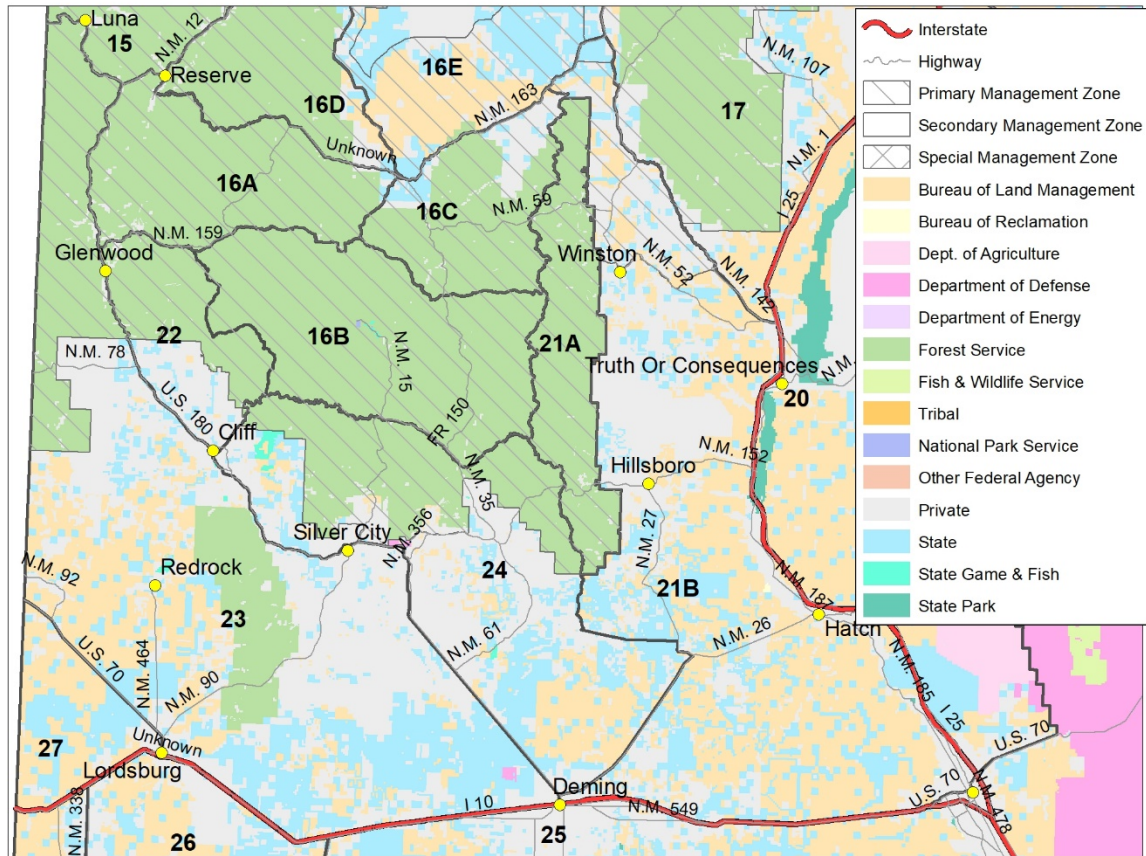 Luna
15
N.M. 12
Reserve
16E
N.M. 163
16D
Unknown
17
N.M. 107
N.M. 1
I 25
16A
16C
N.M. 59
N.M. 159
Glenwood
Winston
N.M. 52
N.M. 142
22
16B
N.M. 15
21A
N.M. 78
U.S. 180
Truth Or Consequences
N.M.
20
Cliff
FR 150
N.M. 35
Hillsboro
N.M. 152
N.M. 27
Silver City
N.M. 356
24
21B
N.M. 92
Redrock
23
N.M. 187
Hatch
N.M. 26
N.M. 61
U.S. 70
N.M. 464
N.M. 90
N.M. 185
I 25
U.S. 70
27
Unknown
Lordsburg
N.M. 338
26
I 10
Deming
25
N.M. 549
U.S. 70
N.M. 478
Interstate
Highway
Primary Management Zone
Secondary Management Zone
Special Management Zone
Bureau of Land Management
Bureau of Reclamation
Dept. of Agriculture
Department of Defense
Department of Energy
Forest Service
Fish & Wildlife Service
Tribal
National Park Service
Other Federal Agency
Private
State
State Game & Fish
State Park